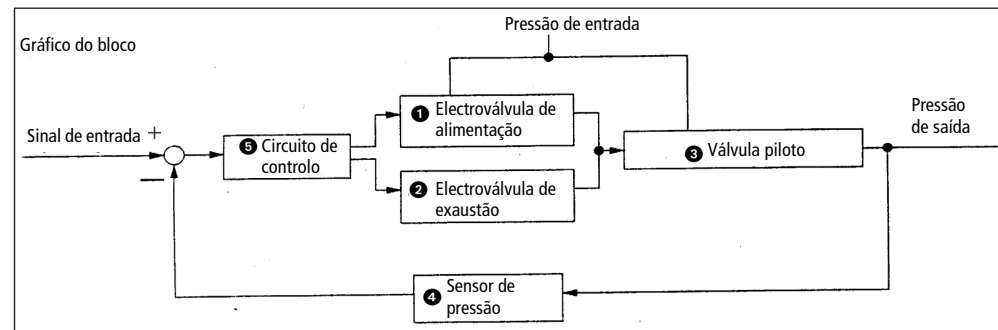 Pressão de entrada
Gráfico do bloco
❶ Electroválvula de
alimentação
Pressão
de saída
Sinal de entrada +
❺ Circuito de
controlo
❸ Válvula piloto
—
❷ Electroválvula de
exaustão
❹ Sensor de
pressão